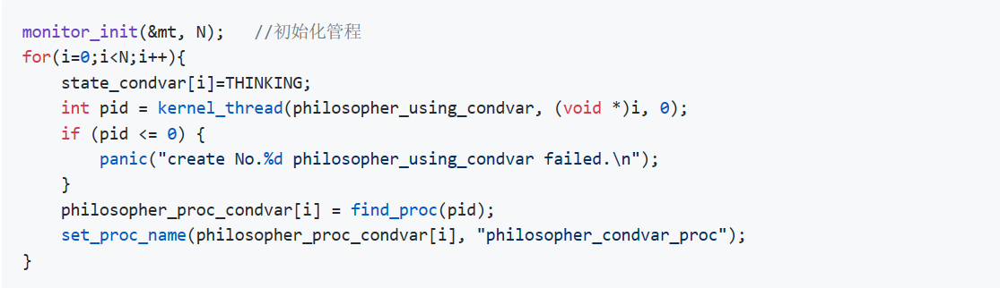 monitor_init(&mt, N);   //初始化管程
for(i=0;i<N;i++){
    state_condvar[i]=THINKING;
    int pid = kernel_thread(philosopher_using_condvar, (void *)i, 0);
    if (pid <= 0) {
        panic("create No.%d philosopher_using_condvar failed.\n");
    }
    philosopher_proc_condvar[i] = find_proc(pid);
    set_proc_name(philosopher_proc_condvar[i], "philosopher_condvar_proc");
}